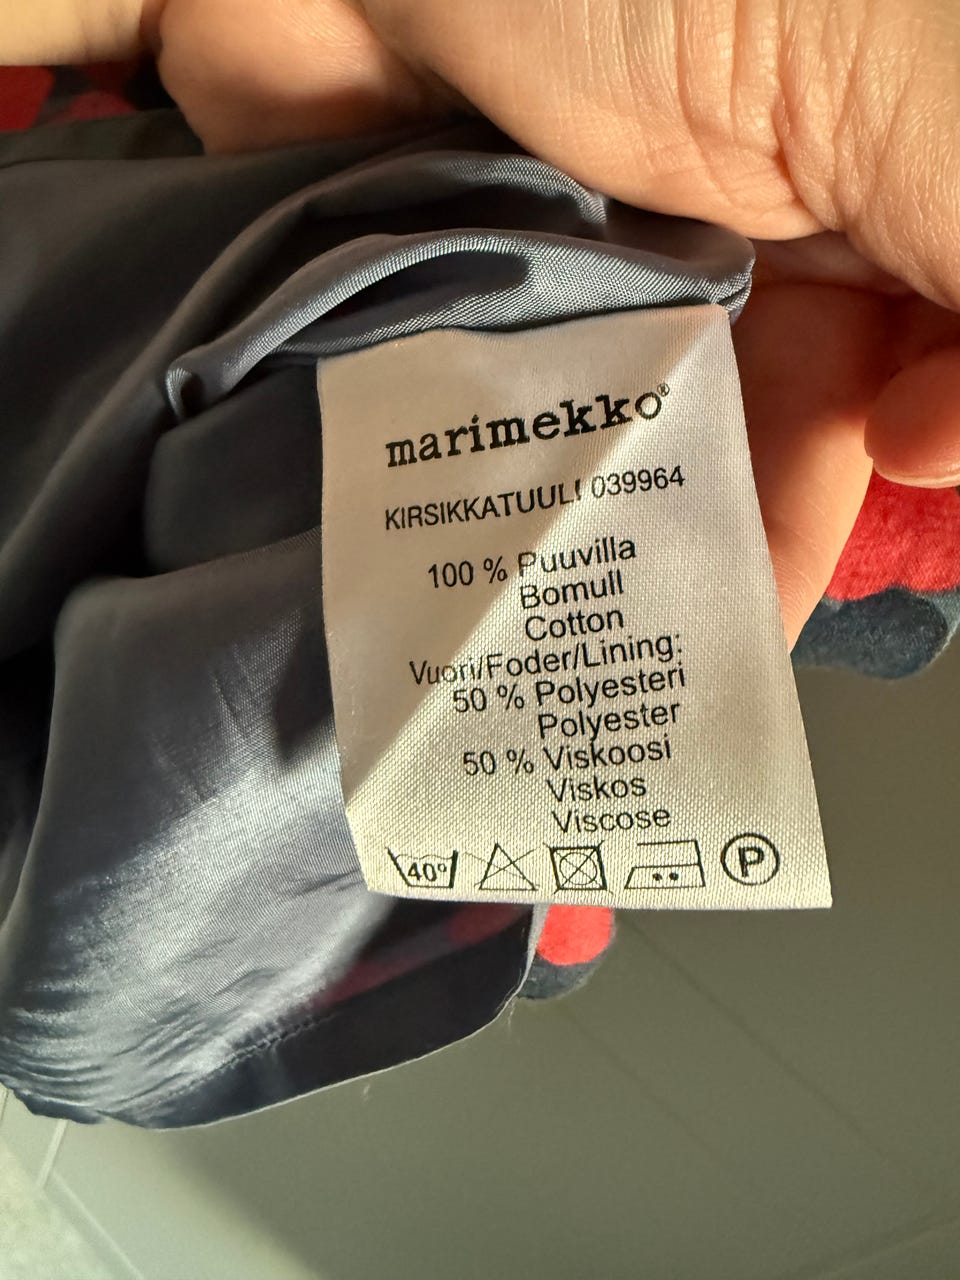 marimekko®
KIRSIKKATUULI 039964
100 % Puuvilla
Bomull
Cotton
Vuori/Foder/Lining:
50 % Polyesteri
Polyester
50 % Viskoosi
Viskos
Viscose
40° P